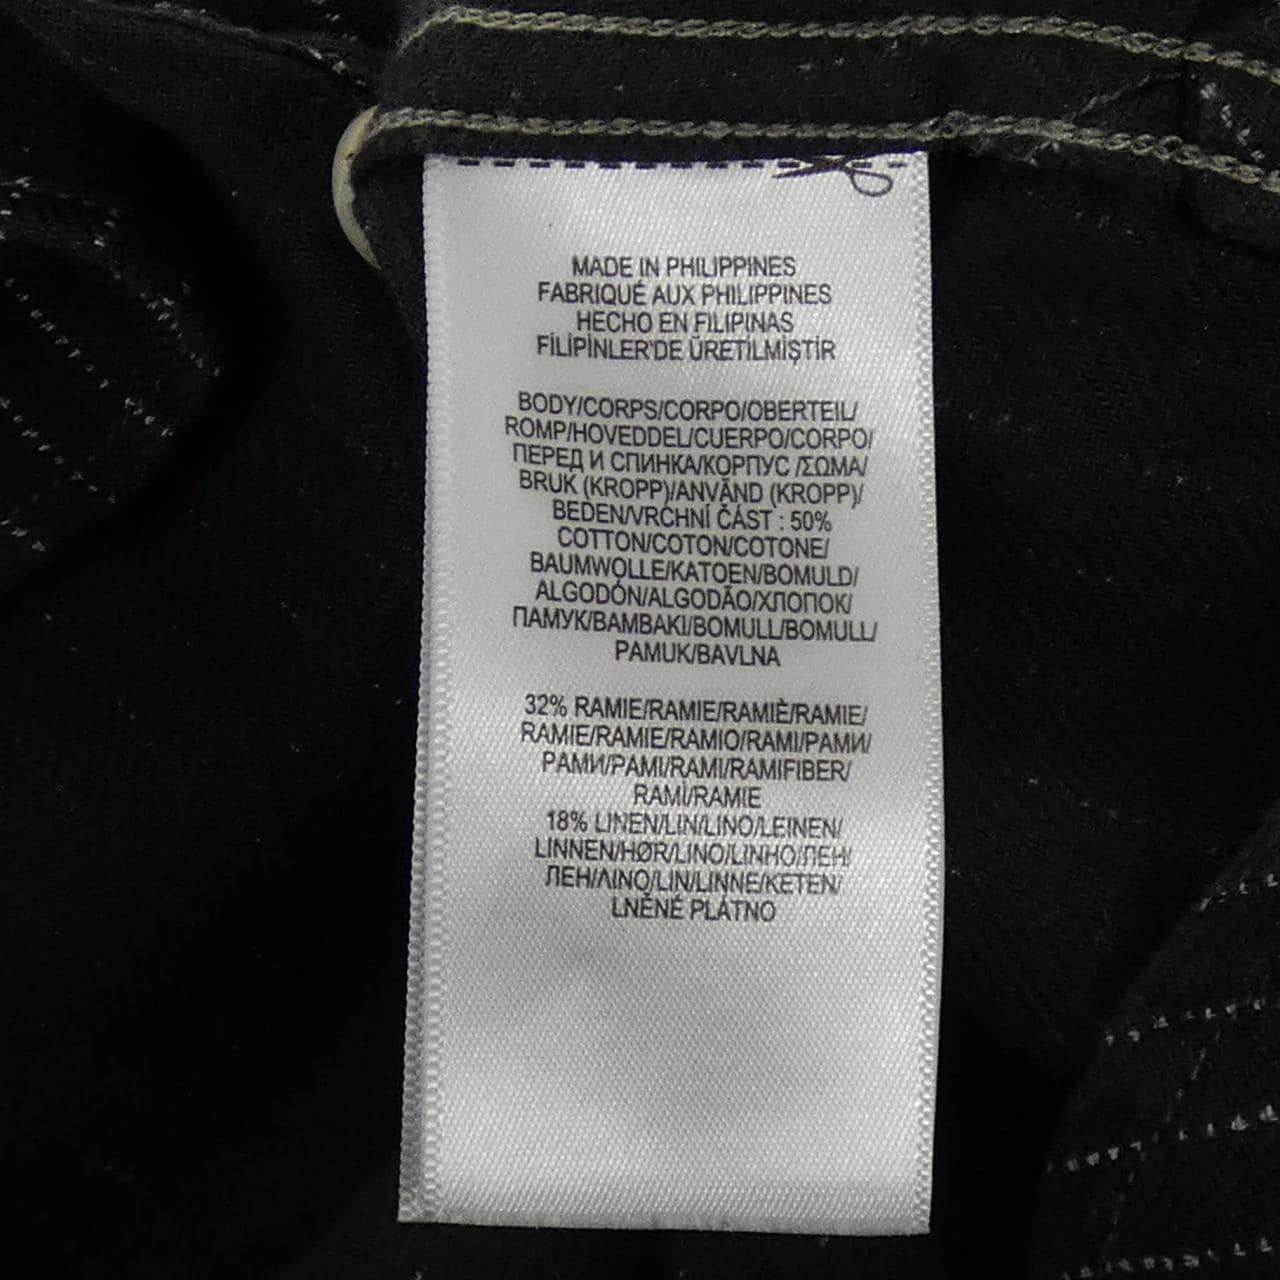 MADE IN PHILIPPINES
FABRIQUÉ AUX PHILIPPINES
HECHO EN FILIPINAS
FİLİPİNLER'DE ÜRETİLMİŞTİR
BODY/CORPS/CORPO/OBERTEIL/
ROMP/HOVEDDEL/CUERPO/CORPO/
ПЕРЕД И СПИНКА/КОРПУС /ΣΩΜΑ/
BRUK (KROPP)/ANVÄND (KROPP)/
BEDEN/VRCHNÍ ČÁST : 50%
COTTON/COTON/COTONE/
BAUMWOLLE/KATOEN/BOMULD/
ALGODÓN/ALGODÃO/ХЛОПОК/
ПАМУК/BAMBAKI/BOMULL/BOMULL/
PAMUK/BAVLNA
32% RAMIE/RAMIE/RAMIÈ/RAMIE/
RAMIE/RAMIE/RAMIO/RAMI/РАМИ/
РАМИ/ΡΑΜΙ/RAMI/RAMIFIBER/
RAMİ/RAMIE
18% LINEN/LIN/LINO/LEINEN/
LINNEN/HØR/LINO/LINHO/ЛЕН/
ЛЕН/ΛΙΝΟ/LIN/LINNE/KETEN/
LNĚNÉ PLÁTNO